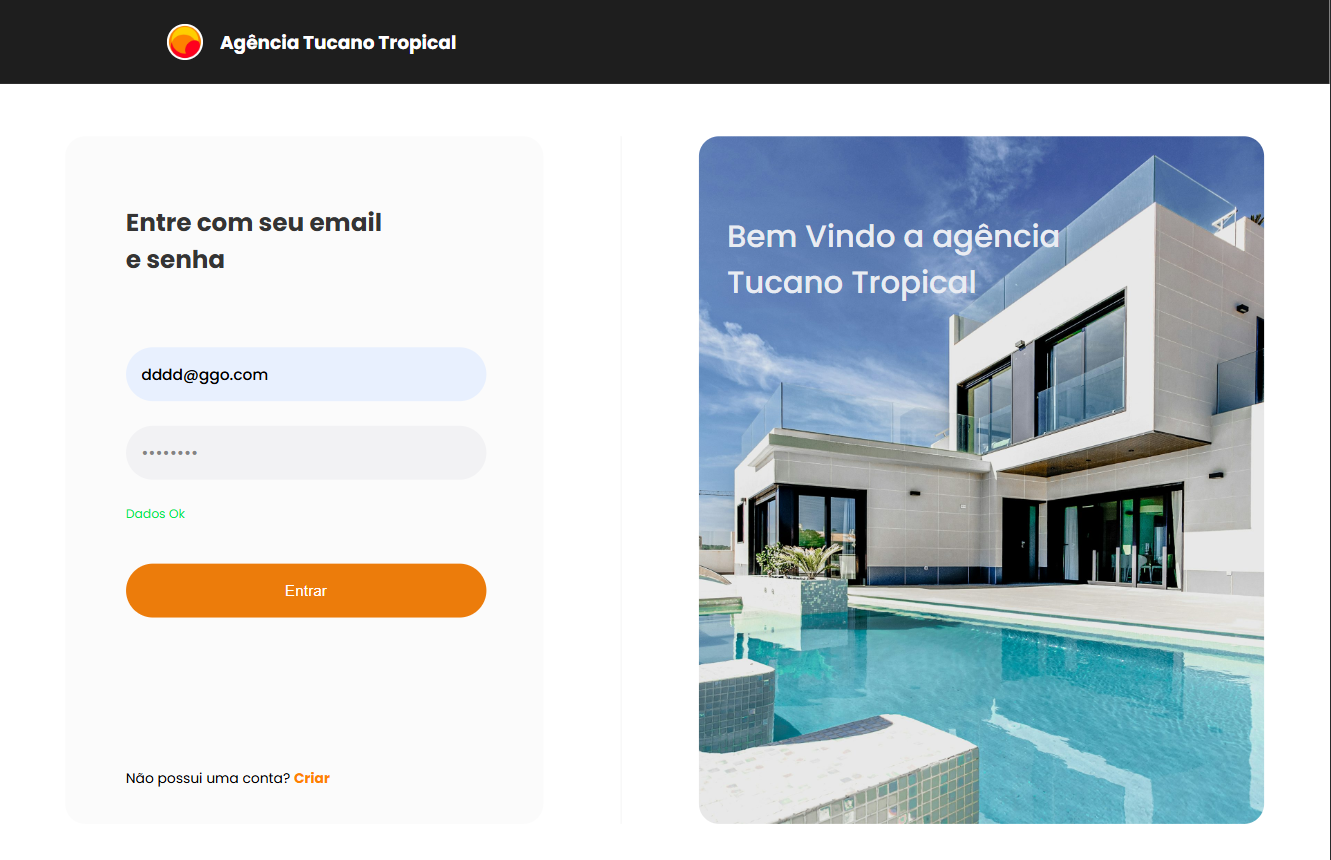 Agência Tucano Tropical
Entre com seu email
e senha
dddd@ggo.com
••••••••
Dados Ok
Entrar
Não possui uma conta? Criar
Bem Vindo a agência
Tucano Tropical